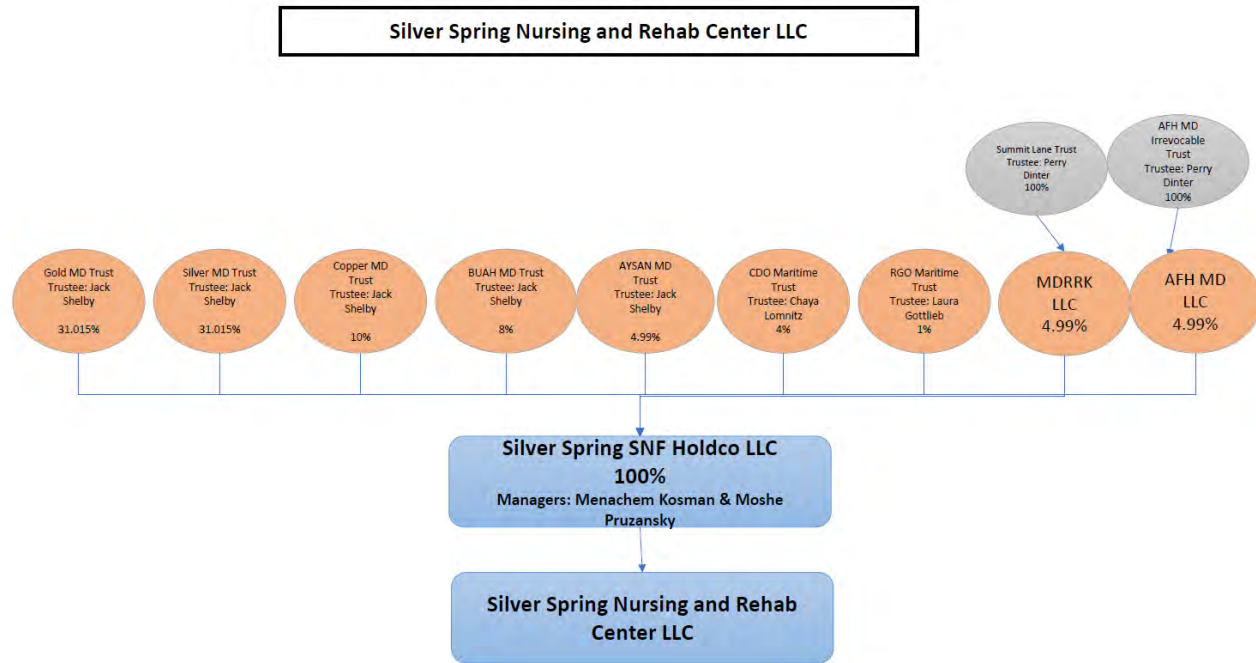 Silver Spring Nursing and Rehab Center LLC
Summit Lane Trust
Trustee: Perry
Dinter
100%
AFH MD
Irrevocable
Trust
Trustee: Perry
Dinter
100%
Gold MD Trust
Trustee: Jack
Shelby
31.015%
Silver MD Trust
Trustee: Jack
Shelby
31.015%
Copper MD
Trust
Trustee: Jack
Shelby
10%
BUAH MD Trust
Trustee: Jack
Shelby
8%
AYSAN MD
Trust
Trustee: Jack
Shelby
4.99%
CDO Maritime
Trust
Trustee: Chaya
Lomnitz
4%
RGO Maritime
Trust
Trustee: Laura
Gottlieb
1%
MDRRK
LLC
4.99%
AFH MD
LLC
4.99%
Silver Spring SNF Holdco LLC
100%
Managers: Menachem Kosman & Moshe
Pruzansky
Silver Spring Nursing and Rehab
Center LLC